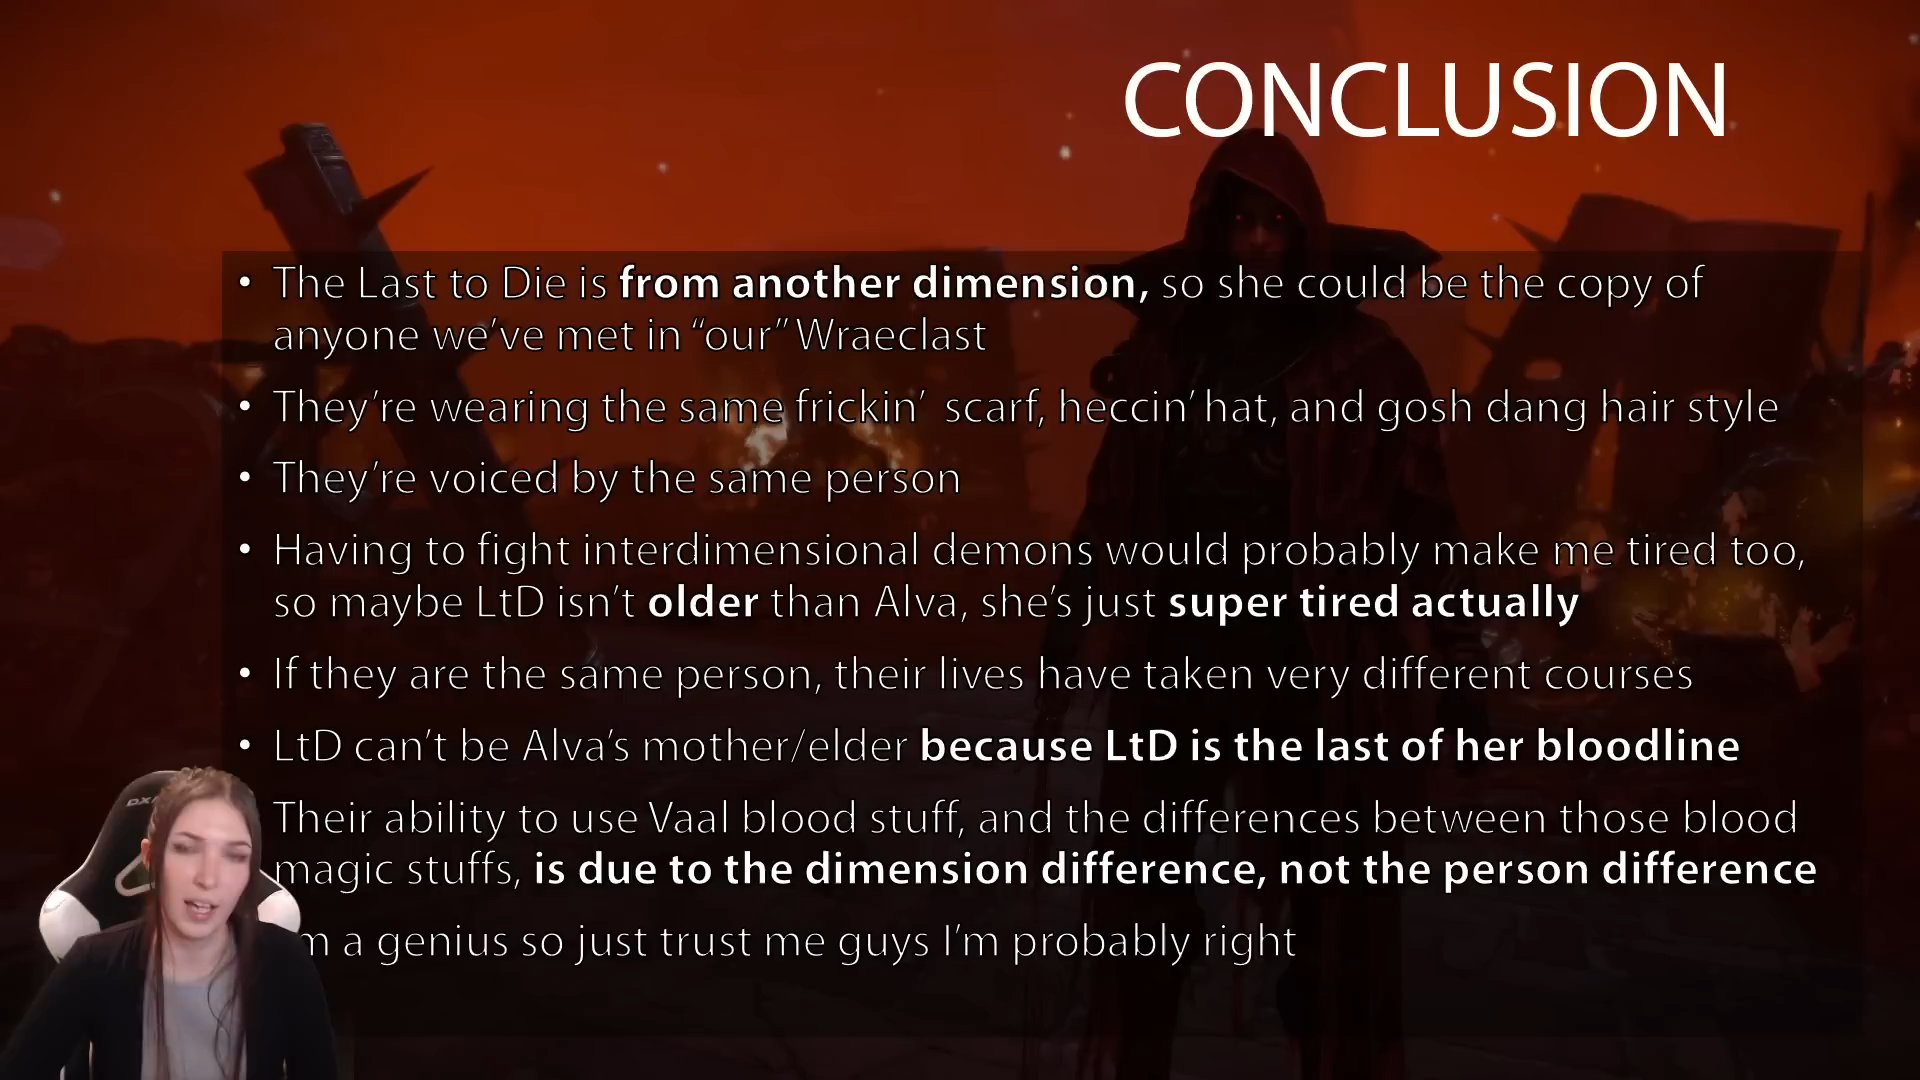 CONCLUSION
• The Last to Die is from another dimension, so she could be the copy of
anyone we've met in “our” Wraeclast
• They're wearing the same frickin' scarf, heccin' hat, and gosh dang hair style
• They're voiced by the same person
• Having to fight interdimensional demons would probably make me tired too,
so maybe LtD isn't older than Alva, she's just super tired actually
• If they are the same person, their lives have taken very different courses
• LtD can't be Alva's mother/elder because LtD is the last of her bloodline
Their ability to use Vaal blood stuff, and the differences between those blood
magic stuffs, is due to the dimension difference, not the person difference
m a genius so just trust me guys I'm probably right